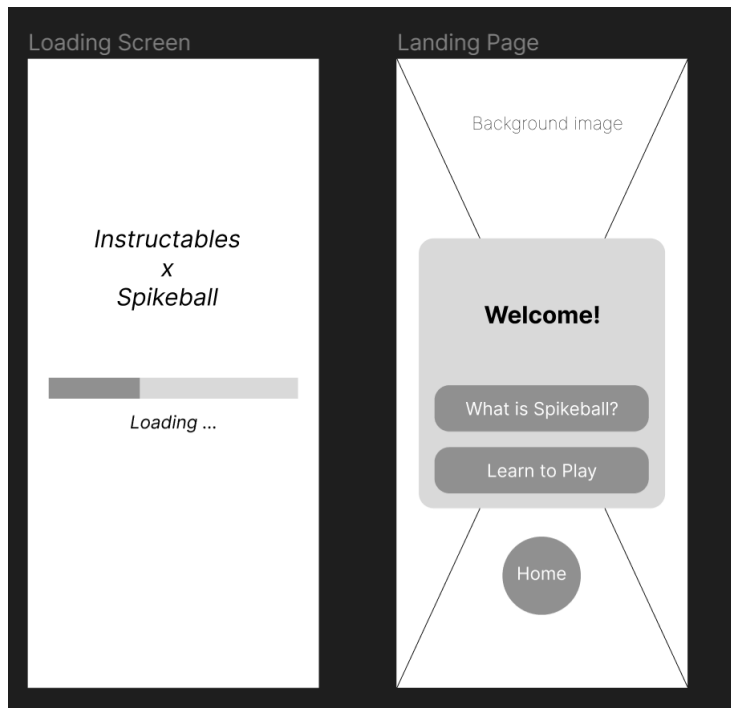 Loading Screen
Instructables
x
Spikeball
Loading ...
Landing Page
Background image
Welcome!
What is Spikeball?
Learn to Play
Home